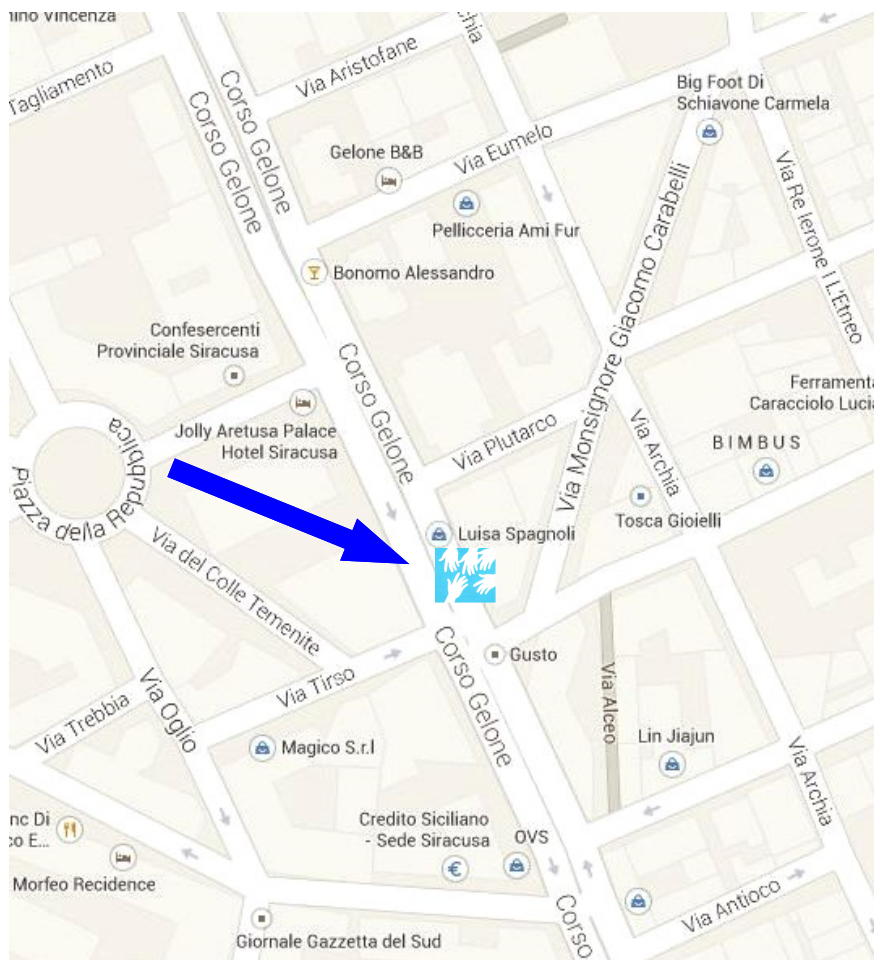 nino Vincenza
Tagliamento
Corso Gelone
Corso Gelone
Via Aristofane
chia
Big Foot Di
Schiavone Carmela
Gelone B&B
Via Eumelo
Pellicceria Ami Fur
Bonomo Alessandro
Via Re Ierone I L'Etneo
Via Monsignore Giacomo Carabelli
Confesercenti
Provinciale Siracusa
Corso Gelone
Jolly Aretusa Palace
Hotel Siracusa
Ferramenta
Caracciolo Lucia
Piazza della Repubblica
Via Plutarco
Via Archia
BIMBUS
Tosca Gioielli
Luisa Spagnoli
Via del Colle Temenite
Gusto
Via Tirso
Corso Gelone
Via Alceo
Via Trebbia
Via Oglio
Magico S.r.l
Lin Jiajun
Via Archia
nc Di
co E...
Credito Siciliano
- Sede Siracusa
OVS
€
Morfeo Recidence
Corso
Via Antioco
Giornale Gazzetta del Sud